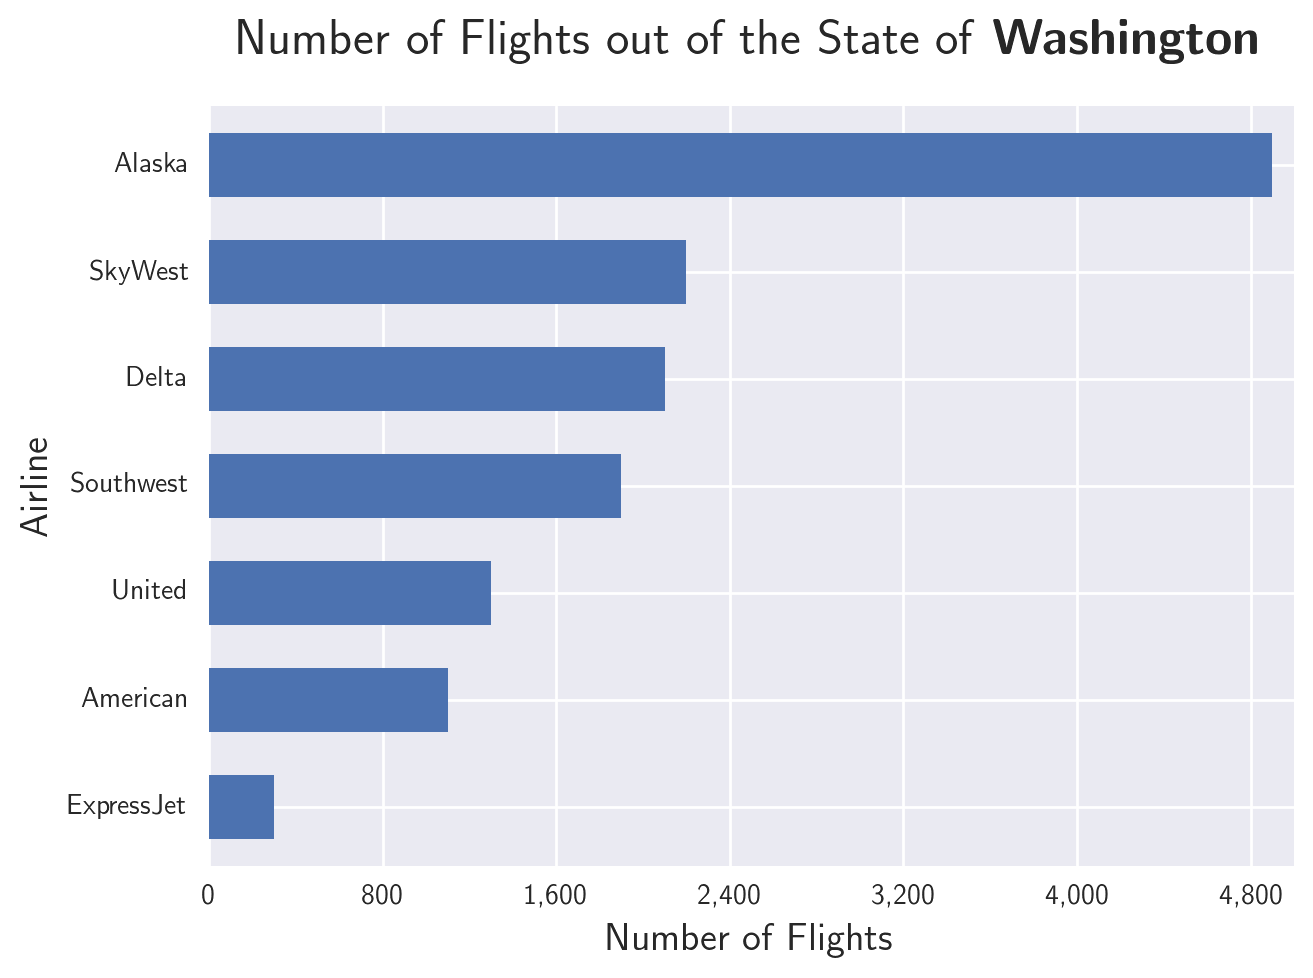 Number of Flights out of the State of Washington
Alaska
SkyWest
Delta
Southwest
United
American
ExpressJet
Airline
0 800 1,600 2,400 3,200 4,000 4,800
Number of Flights